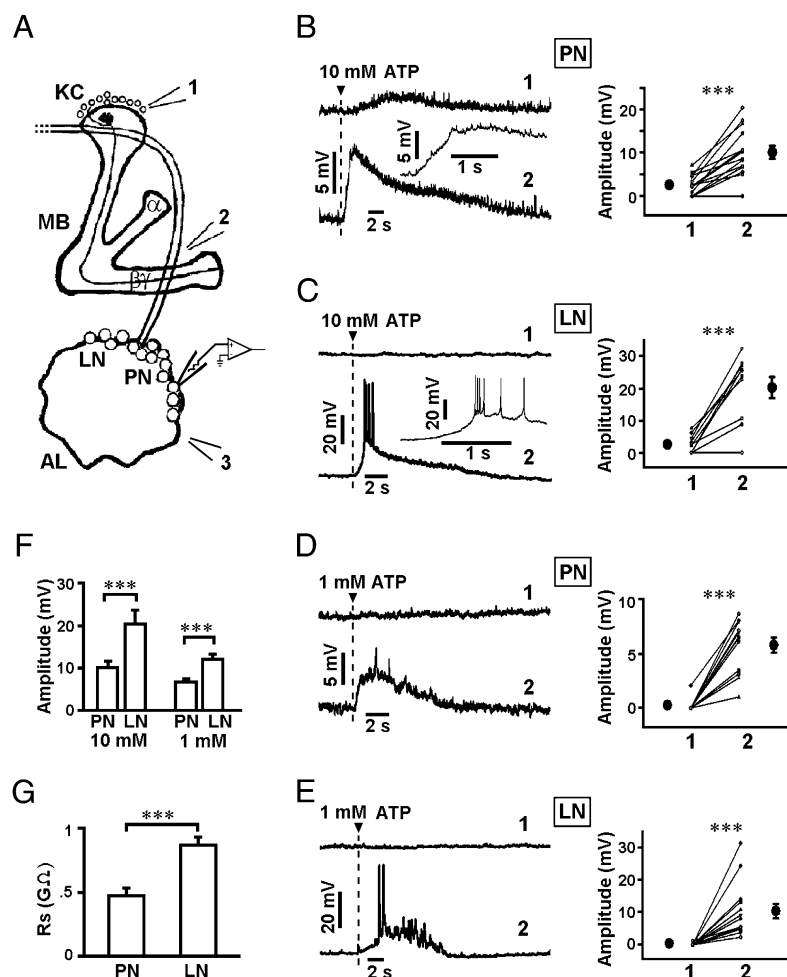 A
KC
1
2
MB
α
βγ
LN
PN
AL
3
B
PN
10 mM ATP
1
5 mV
5 mV
1 s
2
2 s
***
Amplitude (mV)
20
10
0
1 2
C
LN
10 mM ATP
1
20 mV
20 mV
1 s
2
2 s
***
Amplitude (mV)
30
20
10
0
1 2
F
Amplitude (mV)
30
20
10
0
***
***
PN LN PN LN
10 mM 1 mM
D
PN
1 mM ATP
1
5 mV
2
2 s
***
Amplitude (mV)
10
5
0
1 2
G
Rs (GΩ)
1
.5
0
***
PN LN
E
LN
1 mM ATP
1
20 mV
2
2 s
***
Amplitude (mV)
30
20
10
0
1 2